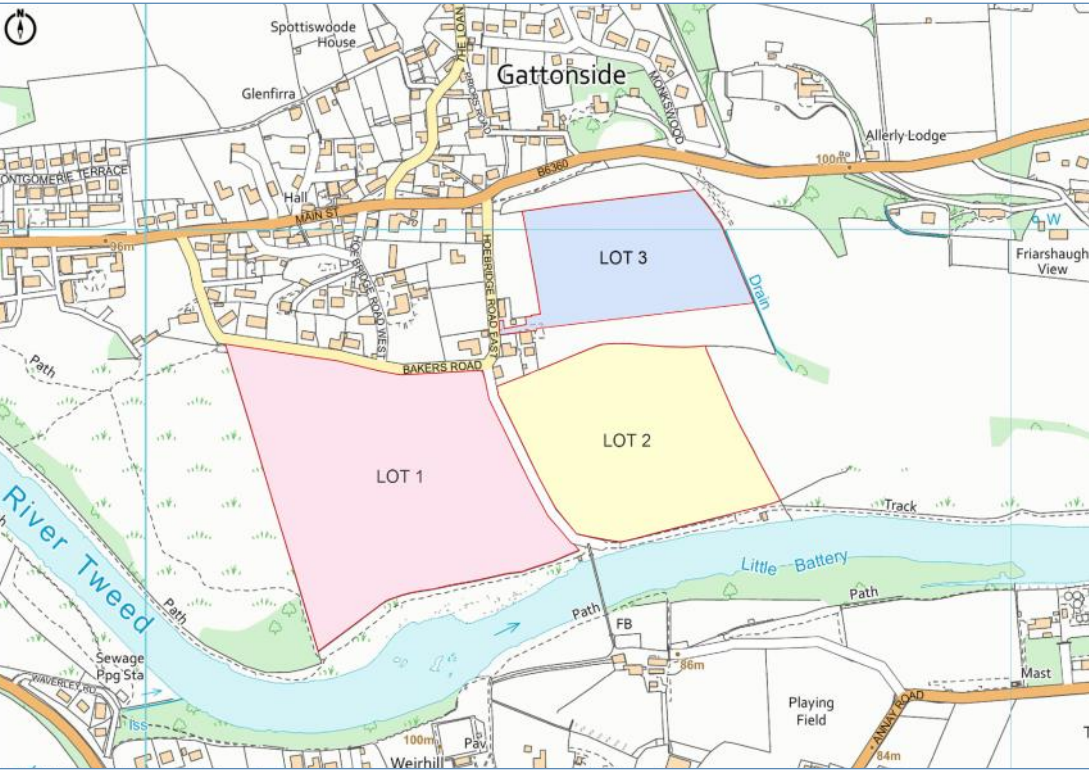 N
Spottiswoode
House
THE LOAN
Gattonside
PRIORS ROAD
MONKSWOOD
Glenfirra
Allerly Lodge
100m
B6360
ONTGOMERIE TERRACE
Hall
MAIN ST
W
96m
HOEBRIDGE ROAD WEST
HOEBRIDGE ROAD EAST
LOT 3
Friarshaugh
View
Drain
Path
BAKERS ROAD
LOT 2
LOT 1
River Tweed
Track
Little Battery
Path
Path
Path
FB
Sewage
Ppg Sta
86m
WAVERLEY RD
Mast
Playing
Field
ANNAY ROAD
Iss
100m
Pav
Weirhill
84m